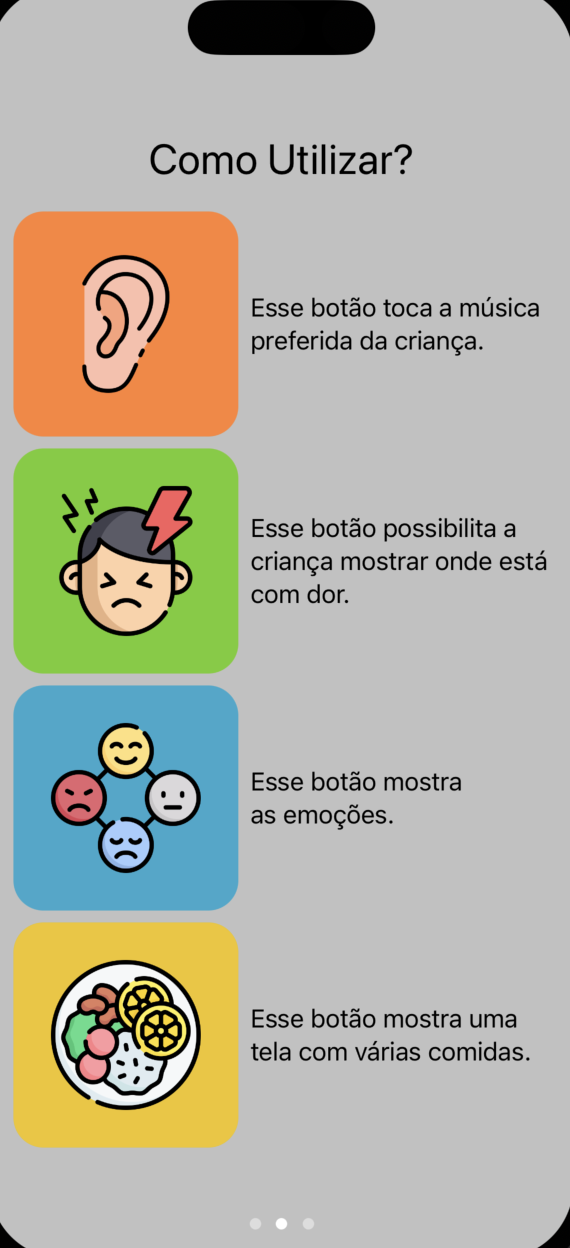 Como Utilizar?
Esse botão toca a música
preferida da criança.
Esse botão possibilita a
criança mostrar onde está
com dor.
Esse botão mostra
as emoções.
Esse botão mostra uma
tela com várias comidas.